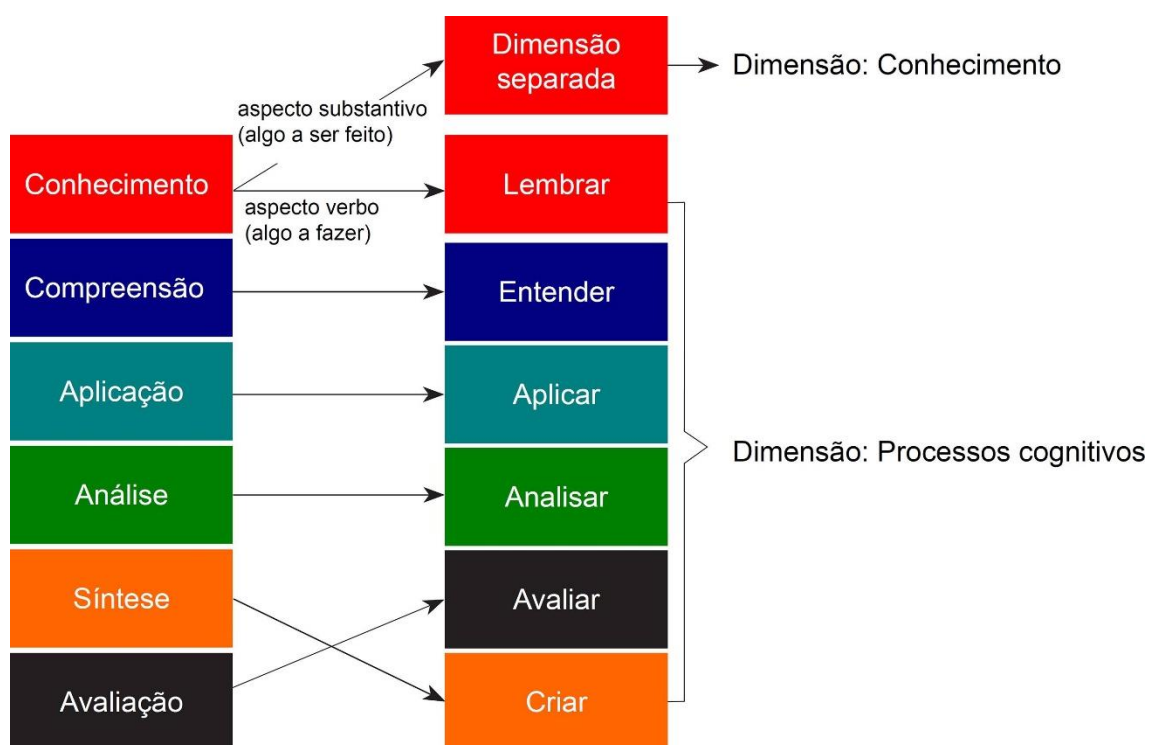 Dimensão
separada
Dimensão: Conhecimento
aspecto substantivo
(algo a ser feito)
Conhecimento
Lembrar
aspecto verbo
(algo a fazer)
Compreensão
Entender
Aplicação
Aplicar
Dimensão: Processos cognitivos
Análise
Analisar
Síntese
Avaliar
Avaliação
Criar